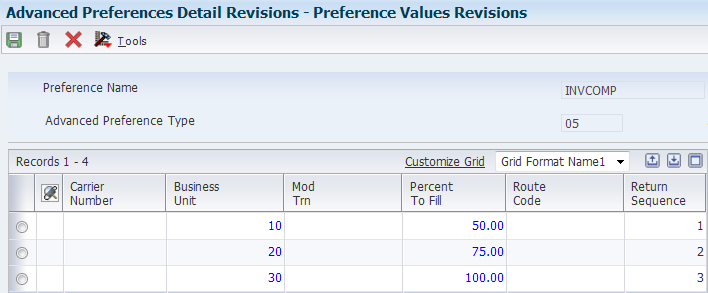 Advanced Preferences Detail Revisions - Preference Values Revisions
Tools
Preference Name INVCOMP
Advanced Preference Type 05
Records 1 - 4 Customize Grid Grid Format Name1
Carrier Number Business Unit Mod Trn Percent To Fill Route Code Return Sequence
10 50.00 1
20 75.00 2
30 100.00 3